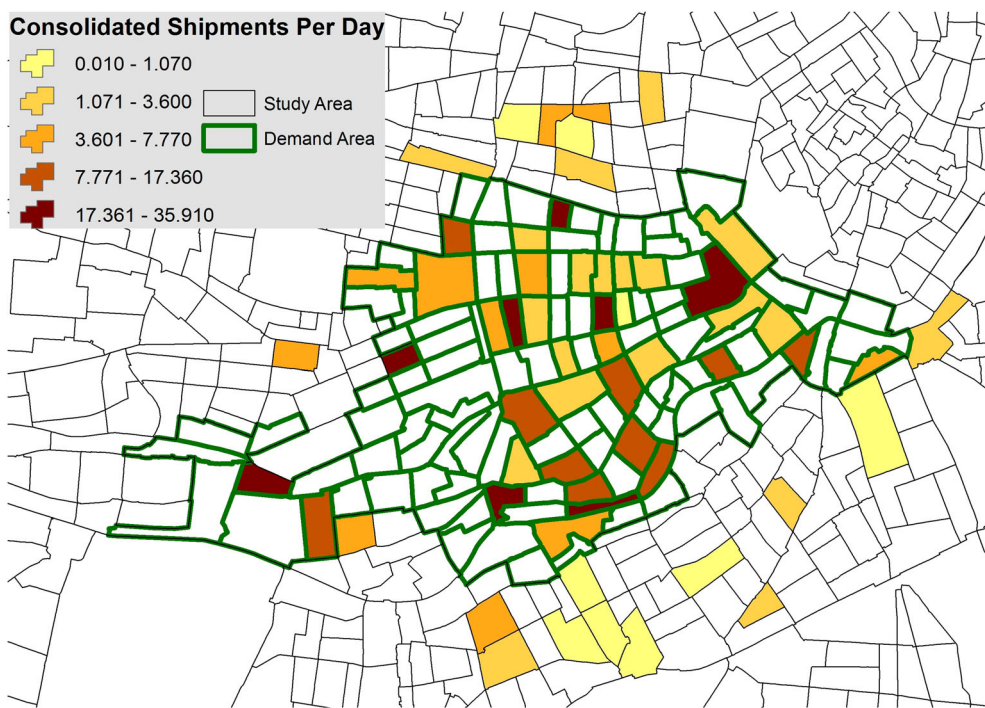 Consolidated Shipments Per Day
0.010 - 1.070
1.071 - 3.600
Study Area
3.601 - 7.770
Demand Area
7.771 - 17.360
17.361 - 35.910